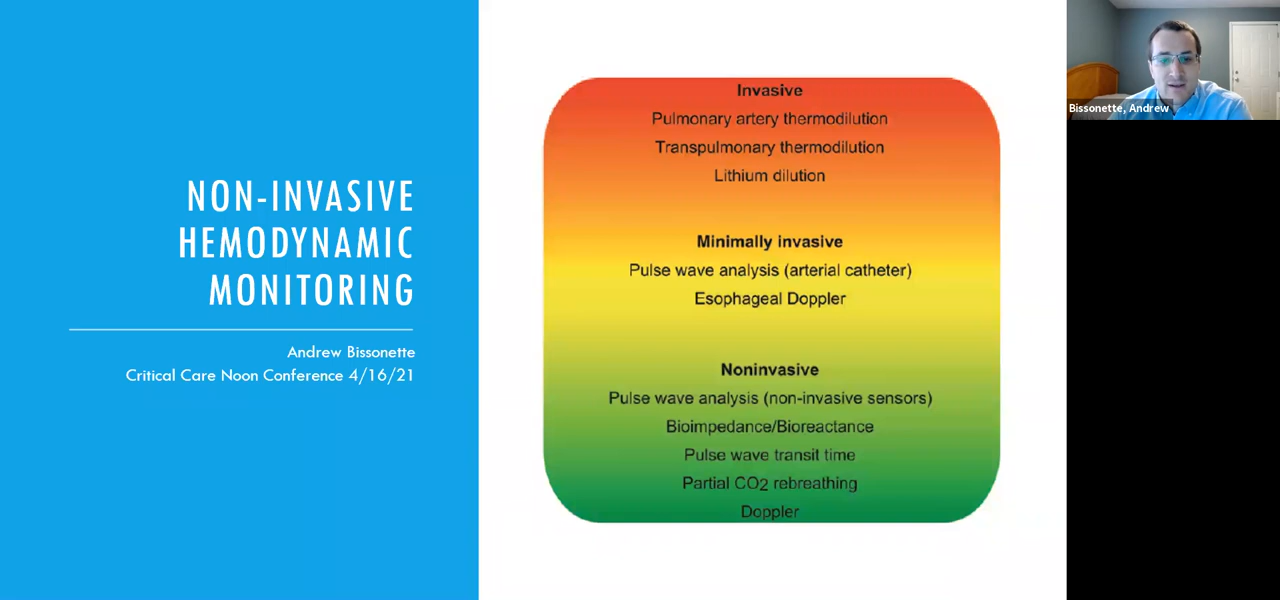 NON-INVASIVE
HEMODYNAMIC
MONITORING
Andrew Bissonette
Critical Care Noon Conference 4/16/21
Invasive
Pulmonary artery thermodilution
Transpulmonary thermodilution
Lithium dilution
Minimally invasive
Pulse wave analysis (arterial catheter)
Esophageal Doppler
Noninvasive
Pulse wave analysis (non-invasive sensors)
Bioimpedance/Bioreactance
Pulse wave transit time
Partial CO2 rebreathing
Doppler
Bissonette, Andrew